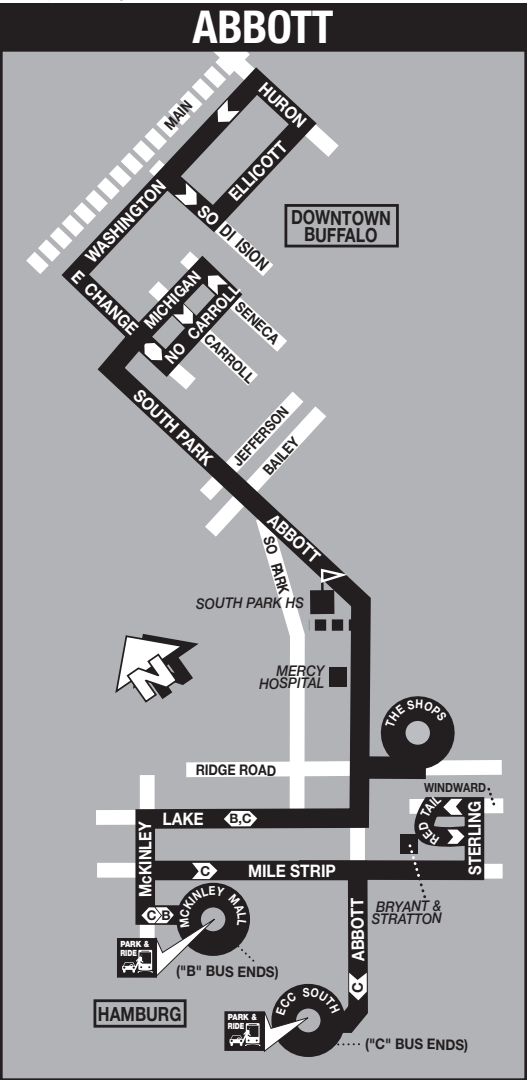 ABBOTT
HURON
MAIN
ELLICOTT
WASHINGTON
SO DI ISION
DOWNTOWN
BUFFALO
E CHANGE
MICHIGAN
NO CARROLL
SENECA
CARROLL
SOUTH PARK
JEFFERSON
BAILEY
ABBOTT
SO PARK
SOUTH PARK HS
N
MERCY
HOSPITAL
THE SHOPS
RIDGE ROAD
WINDWARD
RED TAIL
STERLING
LAKE B,C
McKINLEY
C MILE STRIP
BRYANT &
STRATTON
C B
McKINLEY MALL
ABBOTT
C
PARK &
RIDE
("B" BUS ENDS)
HAMBURG
ECC SOUTH
PARK &
RIDE
("C" BUS ENDS)